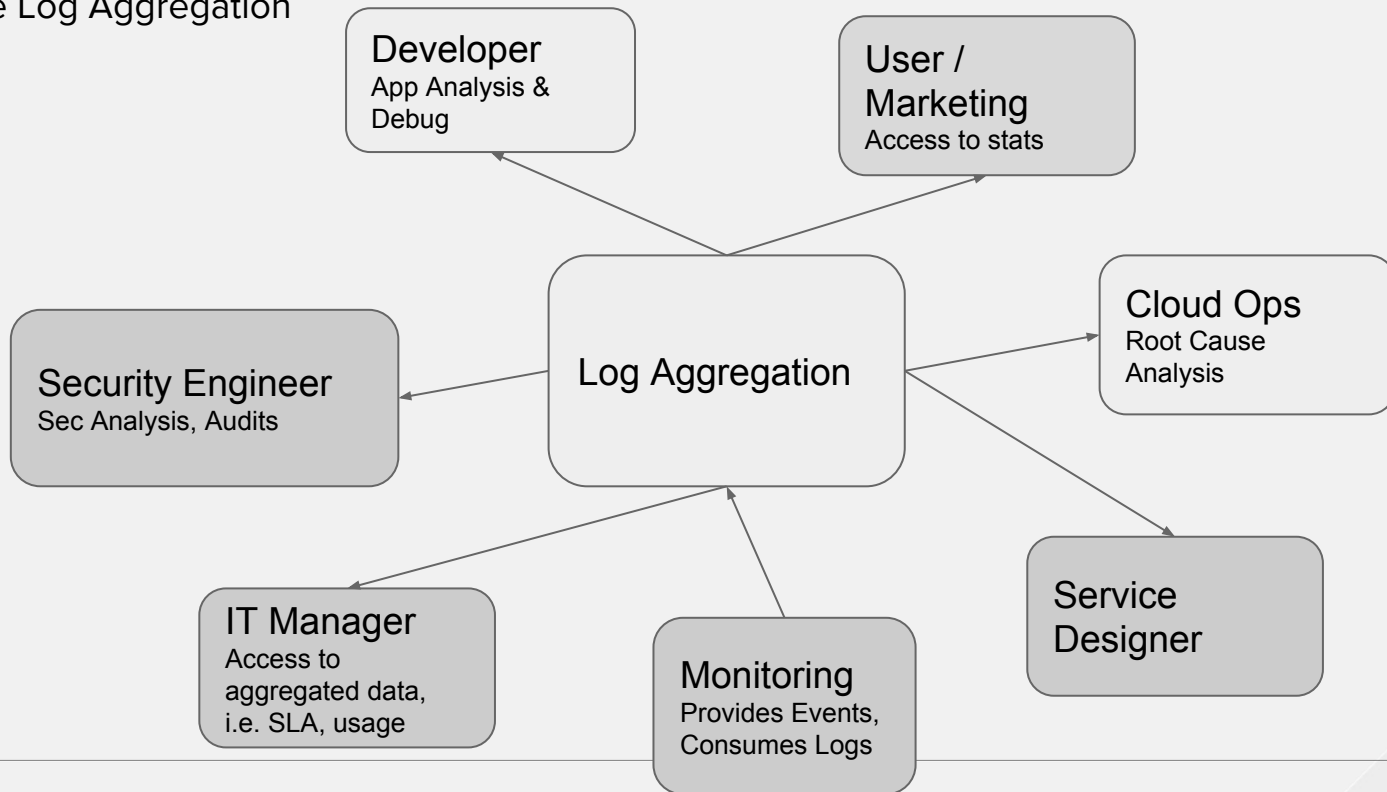 Log Aggregation
Developer
App Analysis &
Debug
User /
Marketing
Access to stats
Cloud Ops
Root Cause
Analysis
Security Engineer
Sec Analysis, Audits
Log Aggregation
Service
Designer
IT Manager
Access to
aggregated data,
i.e. SLA, usage
Monitoring
Provides Events,
Consumes Logs